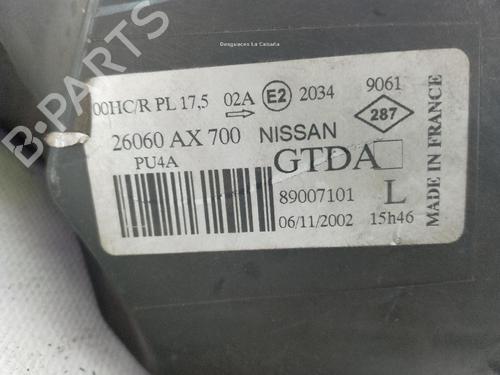 Desguaces La Cabaña
B-PARTS
00HC/R PL 17,5 02A E2 2034 9061
287
26060 AX 700 NISSAN
PU4A GTDA
89007101 L
06/11/2002 15h46
MADE IN FRANCE